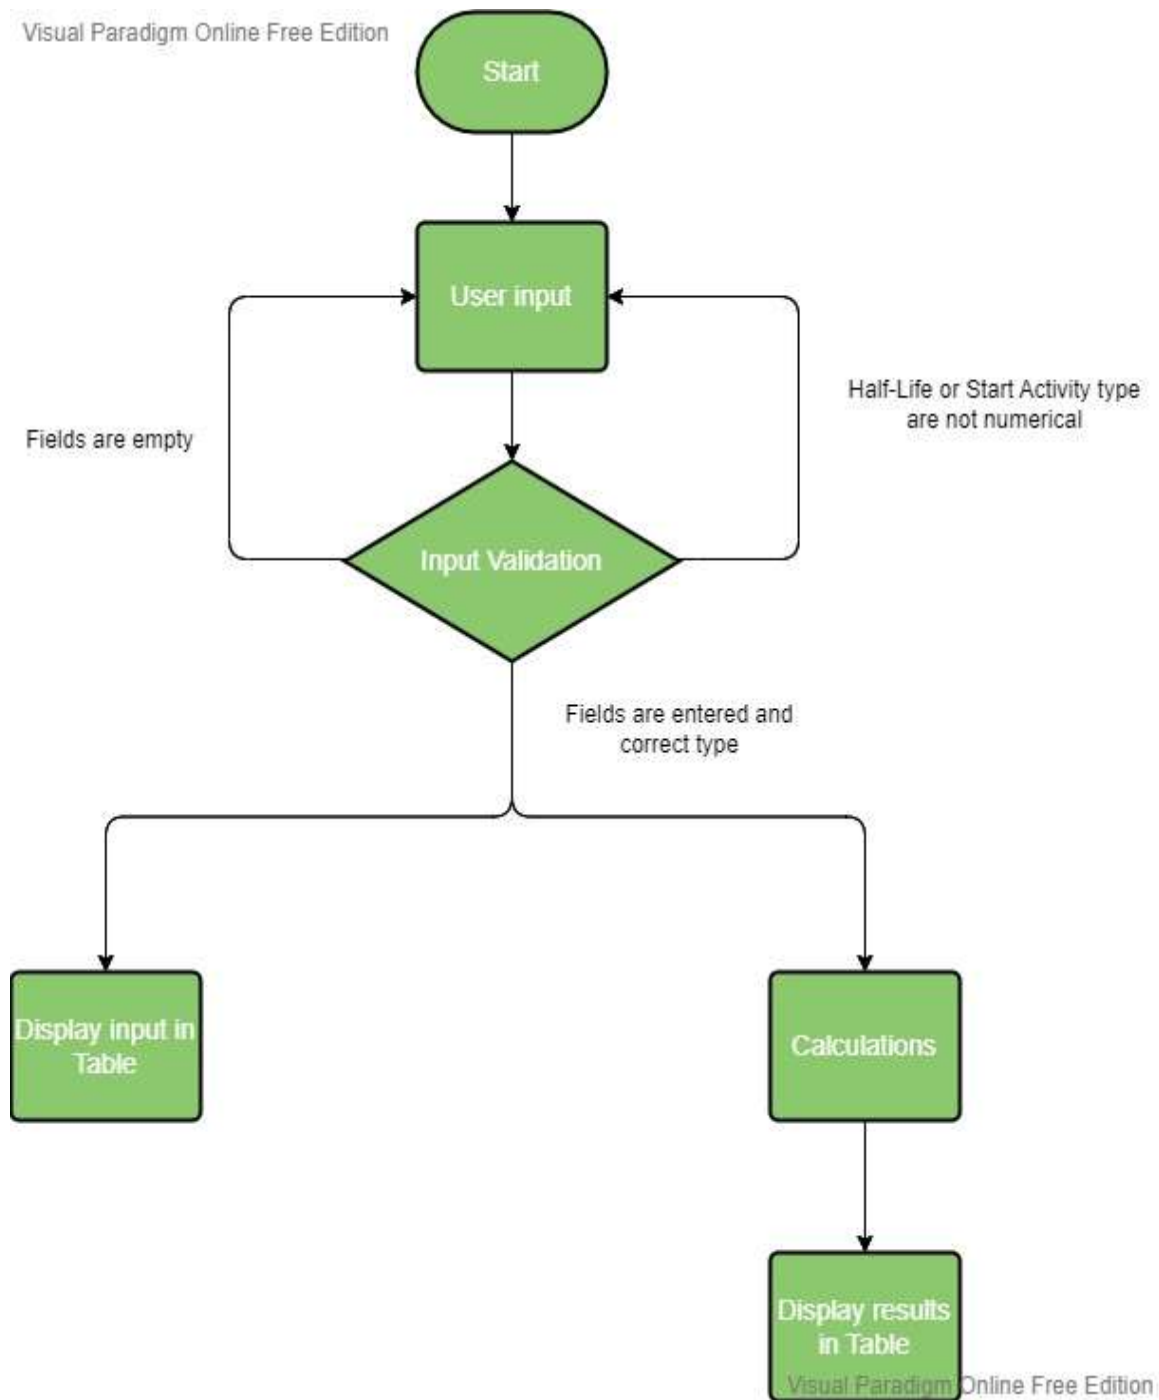 Visual Paradigm Online Free Edition
Start
User input
Half-Life or Start Activity type
are not numerical
Fields are empty
Input Validation
Fields are entered and
correct type
Display input in
Table
Calculations
Display results
in Table
Visual Paradigm Online Free Edition